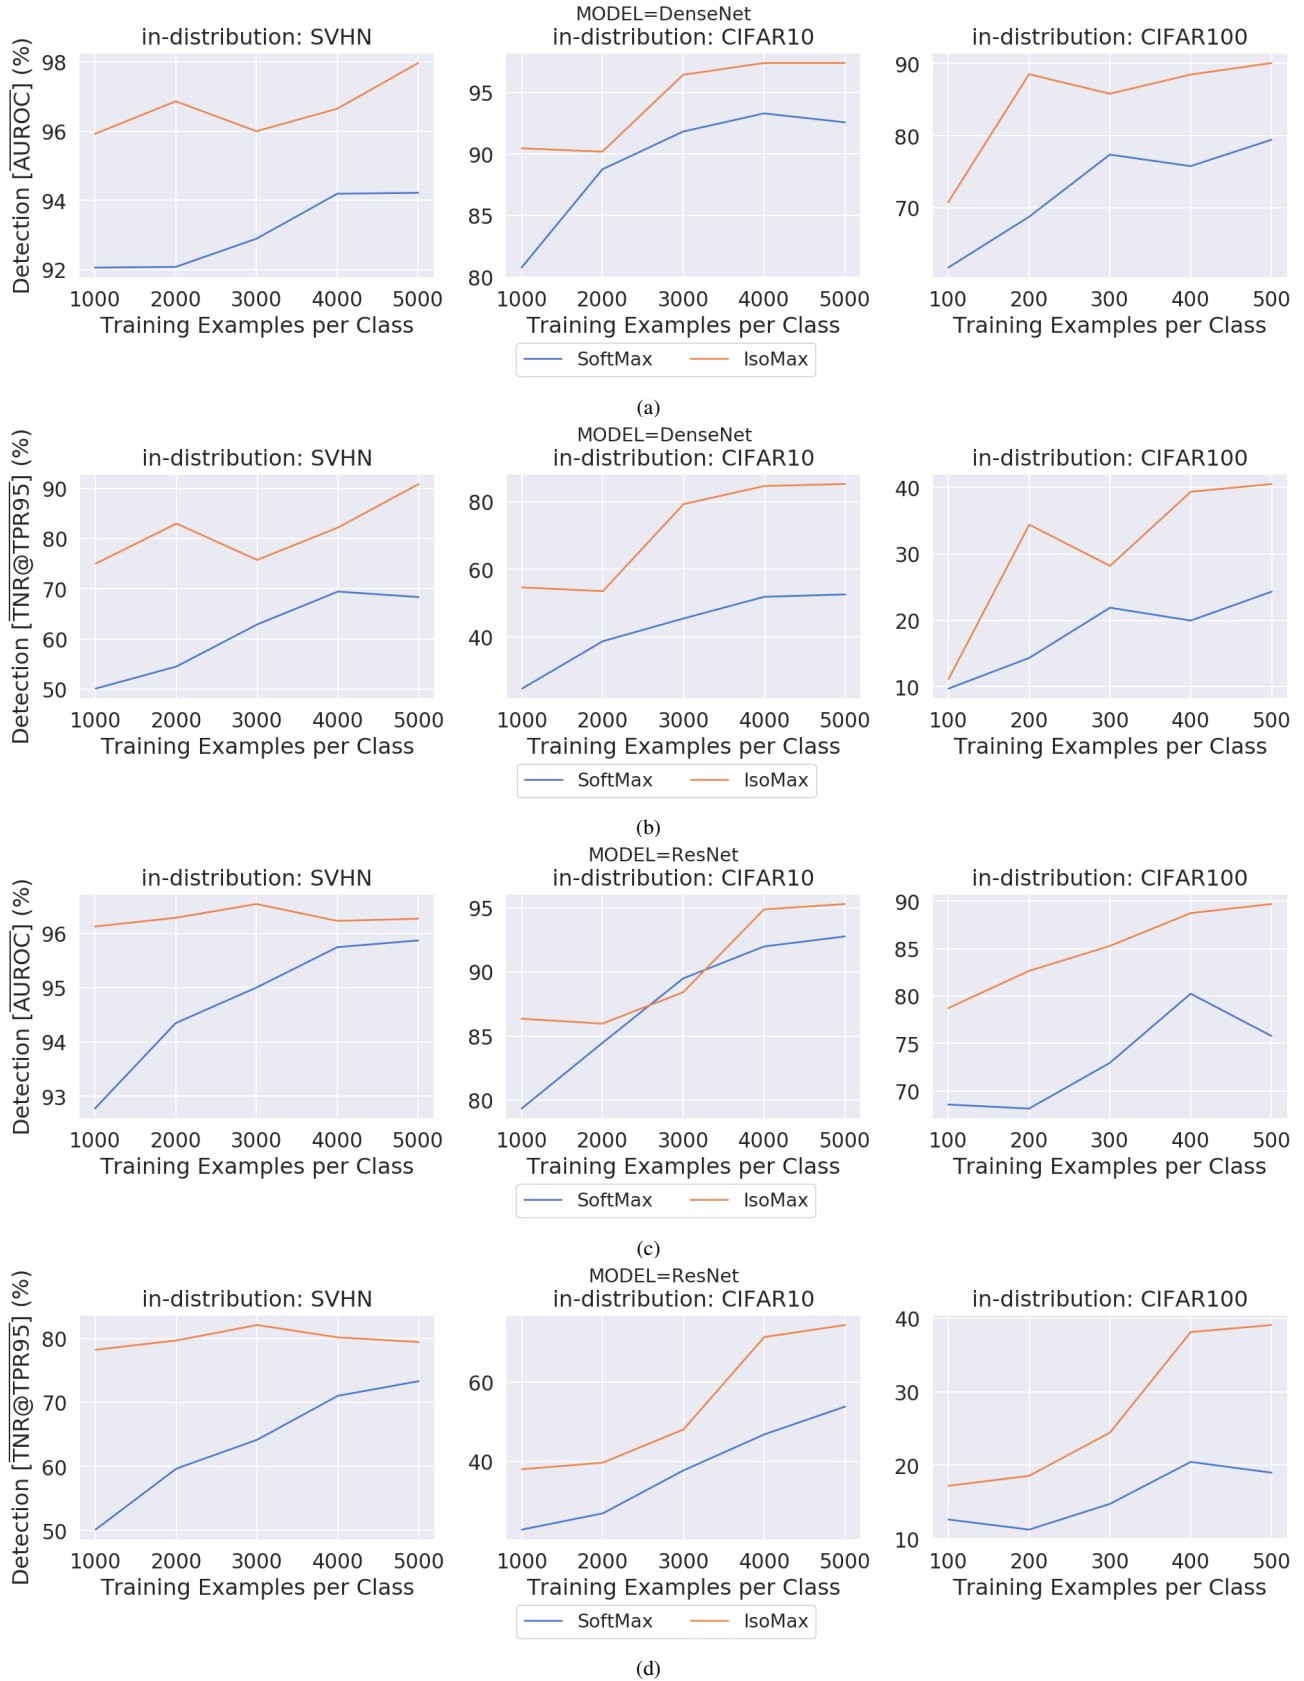 MODEL=DenseNet
in-distribution: SVHN
in-distribution: CIFAR10
in-distribution: CIFAR100
Detection [AUROC] (%)
98
96
94
92
95
90
85
80
90
80
70
1000 2000 3000 4000 5000
1000 2000 3000 4000 5000
100 200 300 400 500
Training Examples per Class
Training Examples per Class
Training Examples per Class
SoftMax IsoMax
(a)
MODEL=DenseNet
in-distribution: SVHN
in-distribution: CIFAR10
in-distribution: CIFAR100
Detection [TNR@TPR95] (%)
90
80
70
60
50
80
60
40
40
30
20
10
1000 2000 3000 4000 5000
1000 2000 3000 4000 5000
100 200 300 400 500
Training Examples per Class
Training Examples per Class
Training Examples per Class
SoftMax IsoMax
(b)
MODEL=ResNet
in-distribution: SVHN
in-distribution: CIFAR10
in-distribution: CIFAR100
Detection [AUROC] (%)
96
95
94
93
95
90
85
80
90
85
80
75
70
1000 2000 3000 4000 5000
1000 2000 3000 4000 5000
100 200 300 400 500
Training Examples per Class
Training Examples per Class
Training Examples per Class
SoftMax IsoMax
(c)
MODEL=ResNet
in-distribution: SVHN
in-distribution: CIFAR10
in-distribution: CIFAR100
Detection [TNR@TPR95] (%)
80
70
60
50
60
40
40
30
20
10
1000 2000 3000 4000 5000
1000 2000 3000 4000 5000
100 200 300 400 500
Training Examples per Class
Training Examples per Class
Training Examples per Class
SoftMax IsoMax
(d)